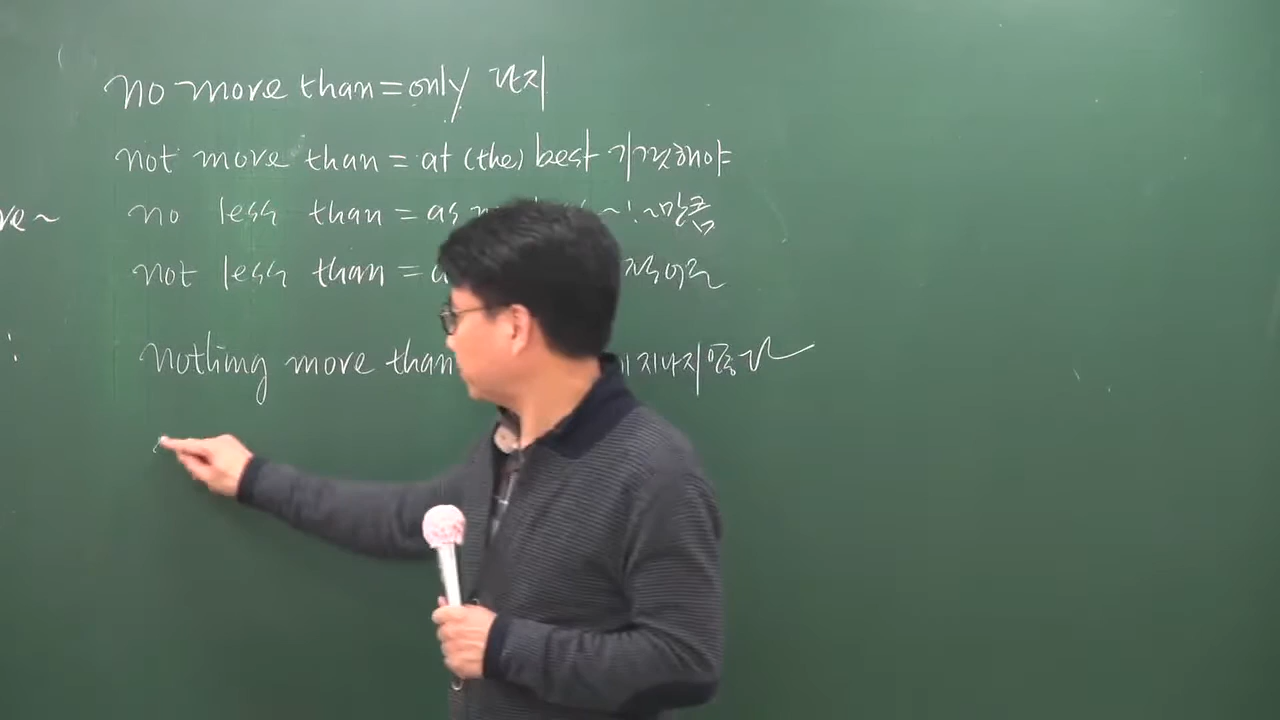 no more than = only 단지
not more than = at (the) best 기껏해야
ve ~ no less than = as ~만큼
not less than = 적어도
nothing more than 지나지 않다